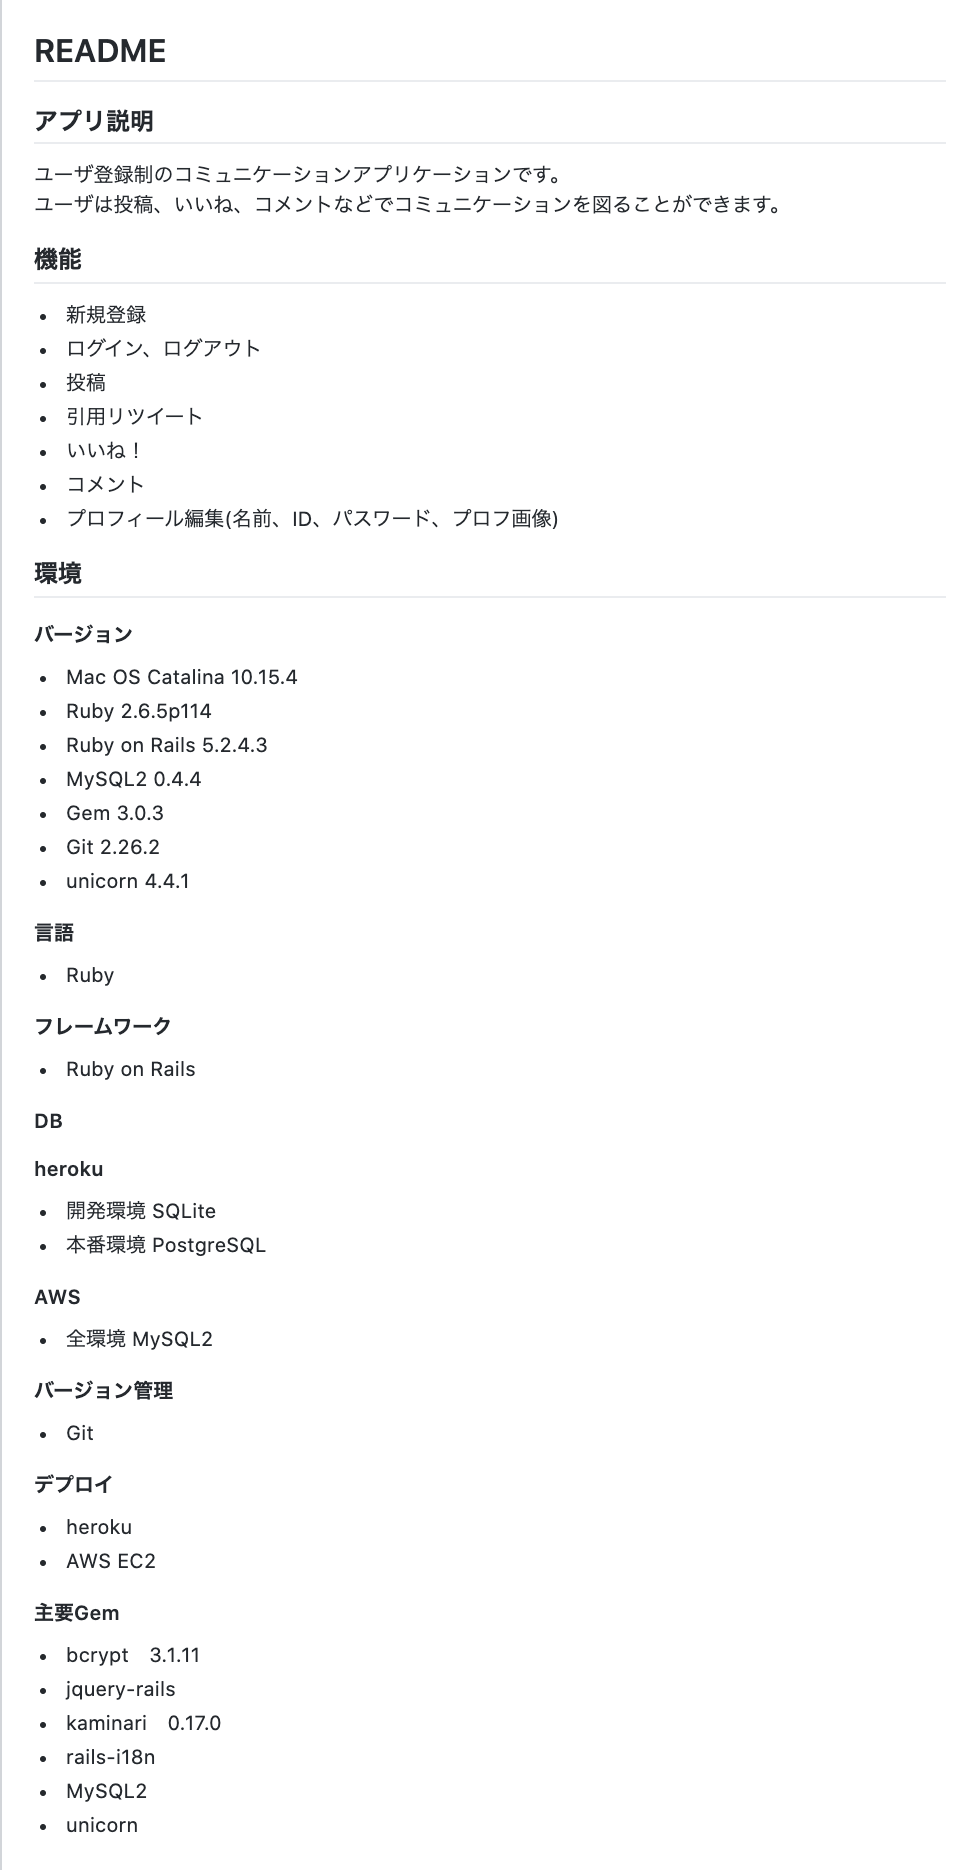 README
アプリ説明
ユーザ登録制のコミュニケーションアプリケーションです。
ユーザは投稿、いいね、コメントなどでコミュニケーションを図ることができます。
機能
• 新規登録
• ログイン、ログアウト
• 投稿
• 引用リツイート
• いいね！
• コメント
• プロフィール編集(名前、ID、パスワード、プロフ画像)
環境
バージョン
• Mac OS Catalina 10.15.4
• Ruby 2.6.5p114
• Ruby on Rails 5.2.4.3
• MySQL2 0.4.4
• Gem 3.0.3
• Git 2.26.2
• unicorn 4.4.1
言語
• Ruby
フレームワーク
• Ruby on Rails
DB
heroku
• 開発環境 SQLite
• 本番環境 PostgreSQL
AWS
• 全環境 MySQL2
バージョン管理
• Git
デプロイ
• heroku
• AWS EC2
主要Gem
• bcrypt　3.1.11
• jquery-rails
• kaminari　0.17.0
• rails-i18n
• MySQL2
• unicorn